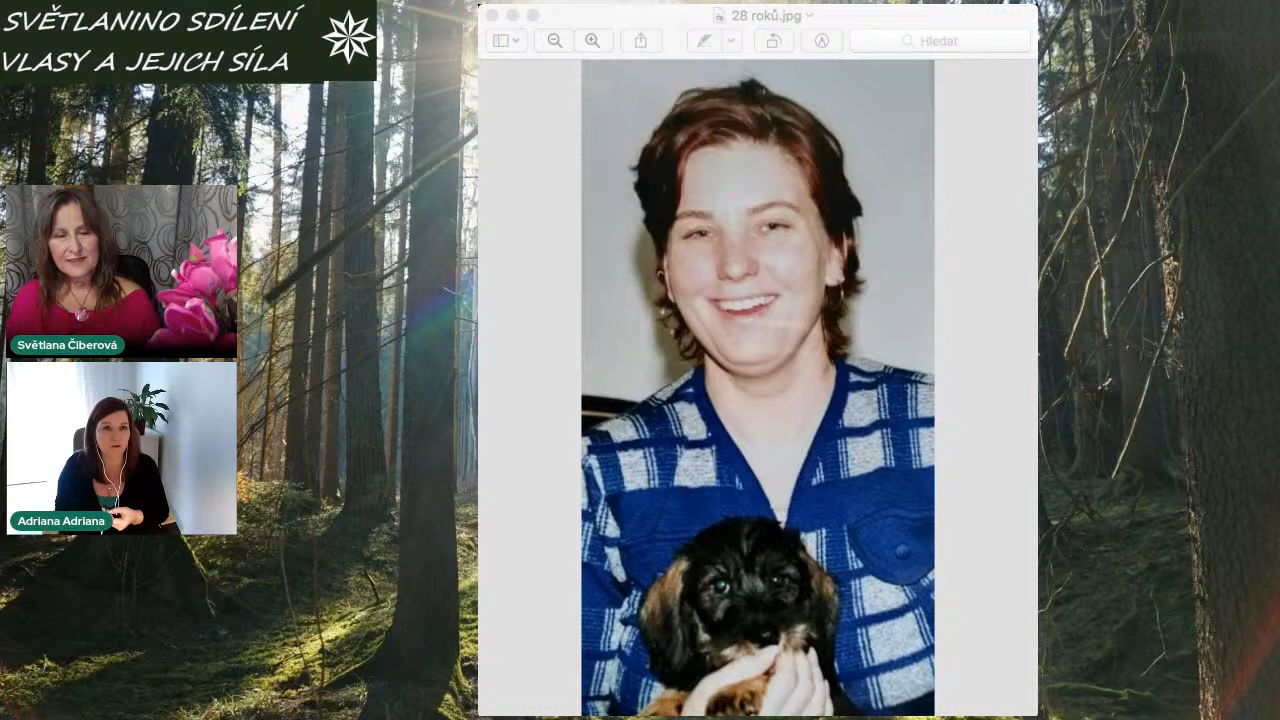 SVĚTLANINO SDÍLENÍ
VLASY A JEJICH SÍLA
28 roků.jpg
Hledat
Světlana Čiberová
Adriana Adriana